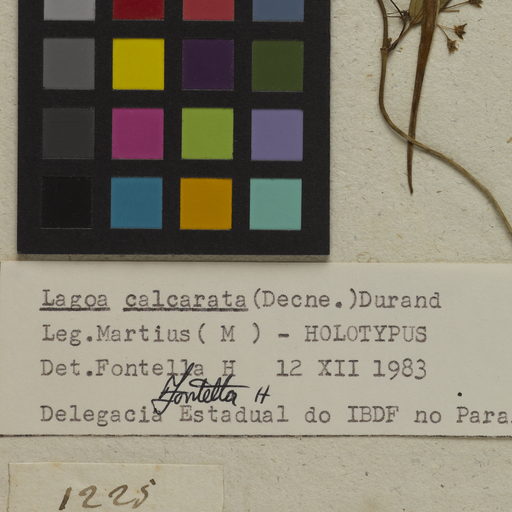 Lagoa calcarata (Decne.) Durand
Leg.Martius ( M ) - HOLOTYPUS
Det.Fontella H 12 XII 1983
Fontella H
Delegacia Estadual do IBDF no Para
1225